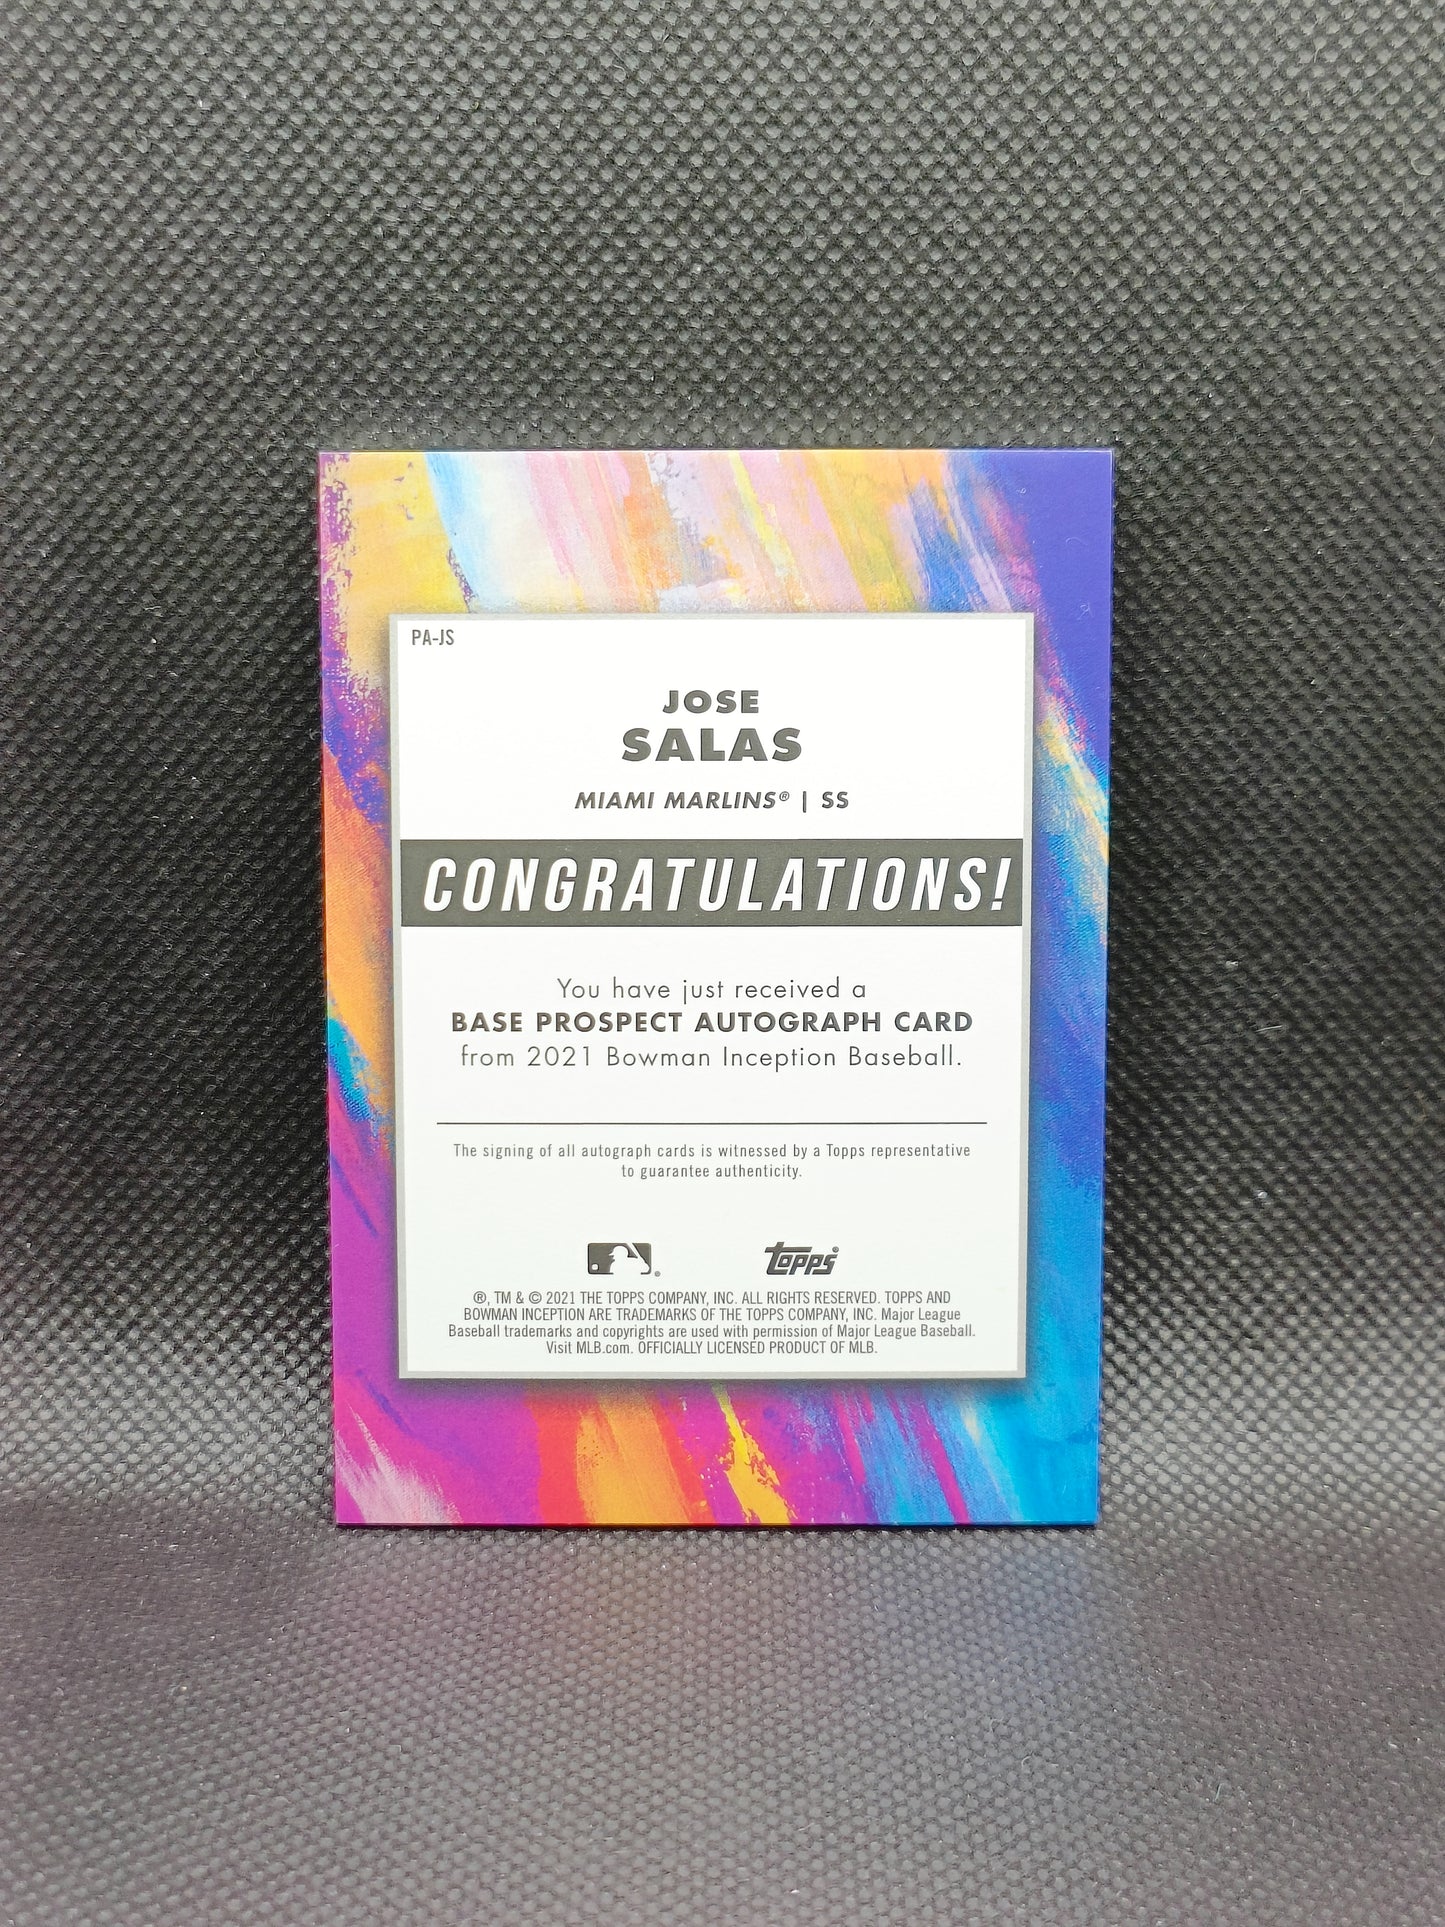 PA-JS
JOSE
SALAS
MIAMI MARLINS® | SS
CONGRATULATIONS!
You have just received a
BASE PROSPECT AUTOGRAPH CARD
from 2021 Bowman Inception Baseball.
The signing of all autograph cards is witnessed by a Topps representative
to guarantee authenticity.
® topps
®, TM & © 2021 THE TOPPS COMPANY, INC. ALL RIGHTS RESERVED. TOPPS AND
BOWMAN INCEPTION ARE TRADEMARKS OF THE TOPPS COMPANY, INC. Major League
Baseball trademarks and copyrights are used with permission of Major League Baseball.
Visit MLB.com. OFFICIALLY LICENSED PRODUCT OF MLB.